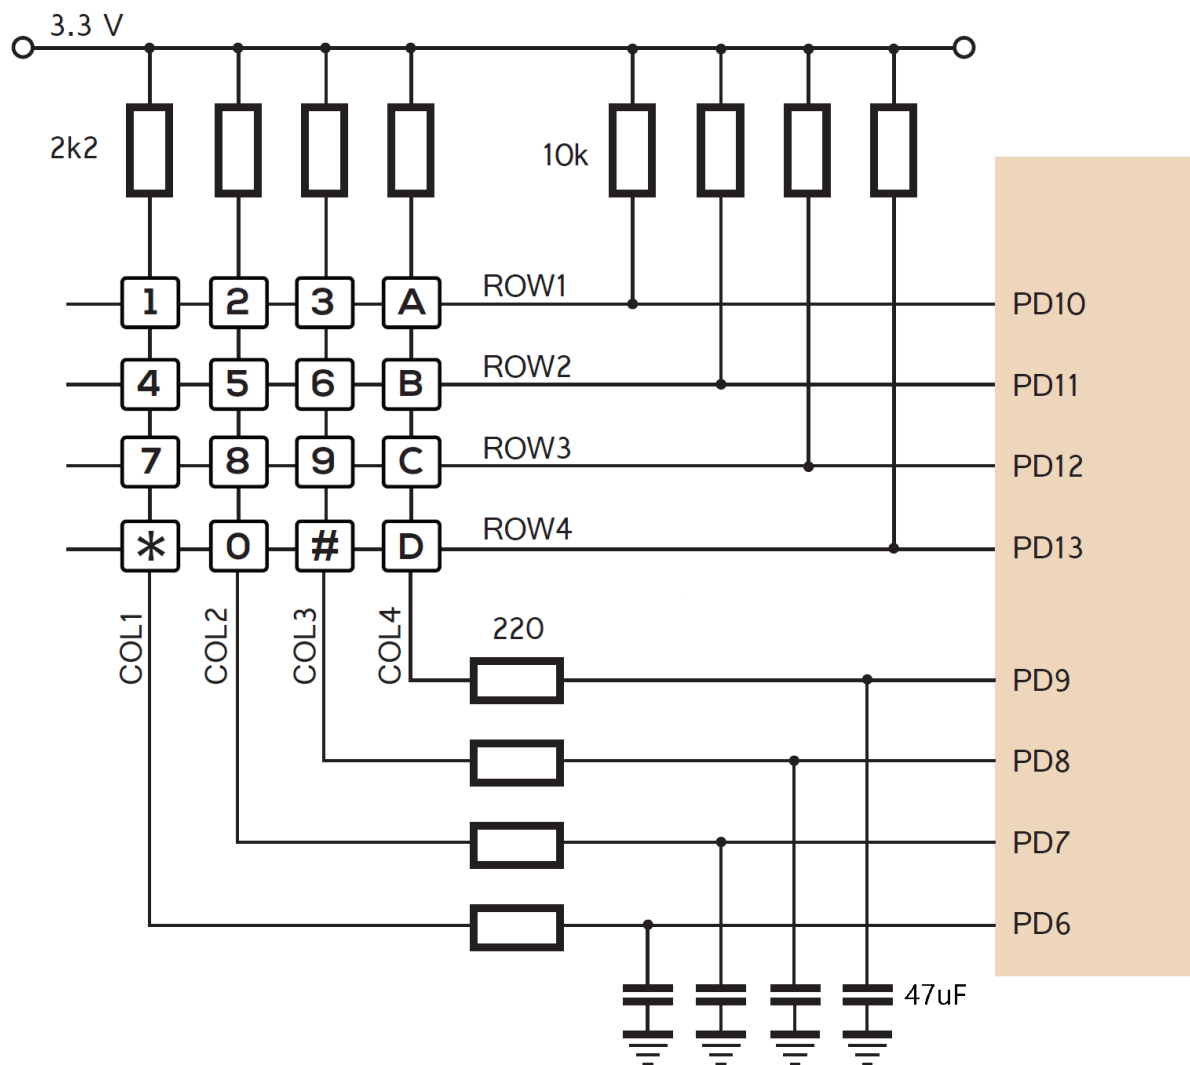 3.3 V
2k2
10k
1 2 3 A ROW1 PD10
4 5 6 B ROW2 PD11
7 8 9 C ROW3 PD12
* 0 # D ROW4 PD13
COL1 COL2 COL3 COL4
220
PD9
PD8
PD7
PD6
47uF